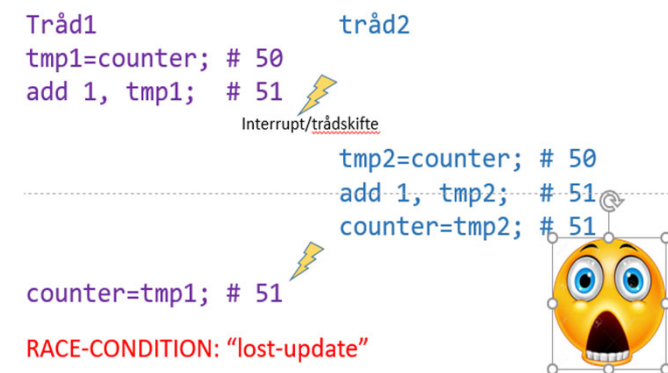 Tråd1 tråd2
tmp1=counter; # 50
add 1, tmp1; # 51
Interrupt/trådskifte
tmp2=counter; # 50
add 1, tmp2; # 51
counter=tmp2; # 51
counter=tmp1; # 51
RACE-CONDITION: “lost-update”